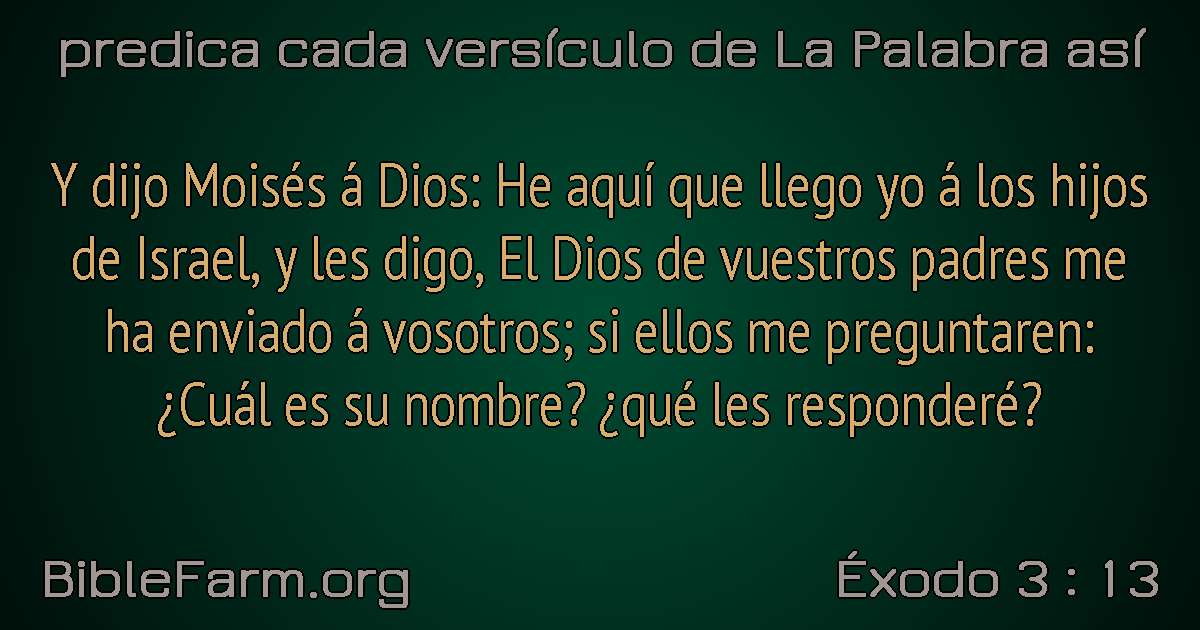 predica cada versículo de La Palabra así
Y dijo Moisés á Dios: He aquí que llego yo á los hijos
de Israel, y les digo, El Dios de vuestros padres me
ha enviado á vosotros; si ellos me preguntaren:
¿Cuál es su nombre? ¿qué les responderé?
BibleFarm.org
Éxodo 3 : 13